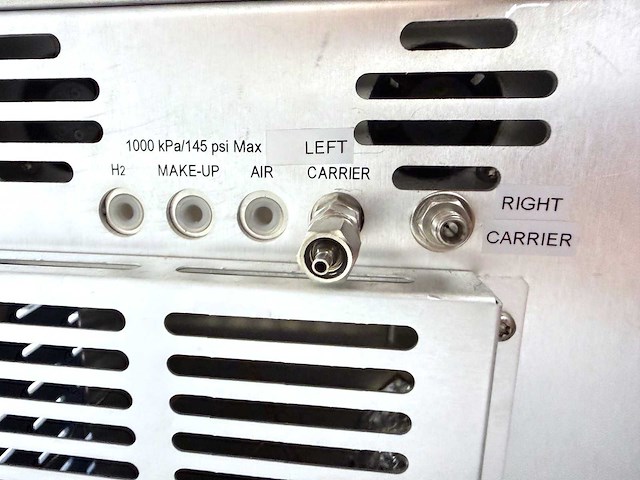 1000 kPa/145 psi Max LEFT
H2 MAKE-UP AIR CARRIER
RIGHT
CARRIER